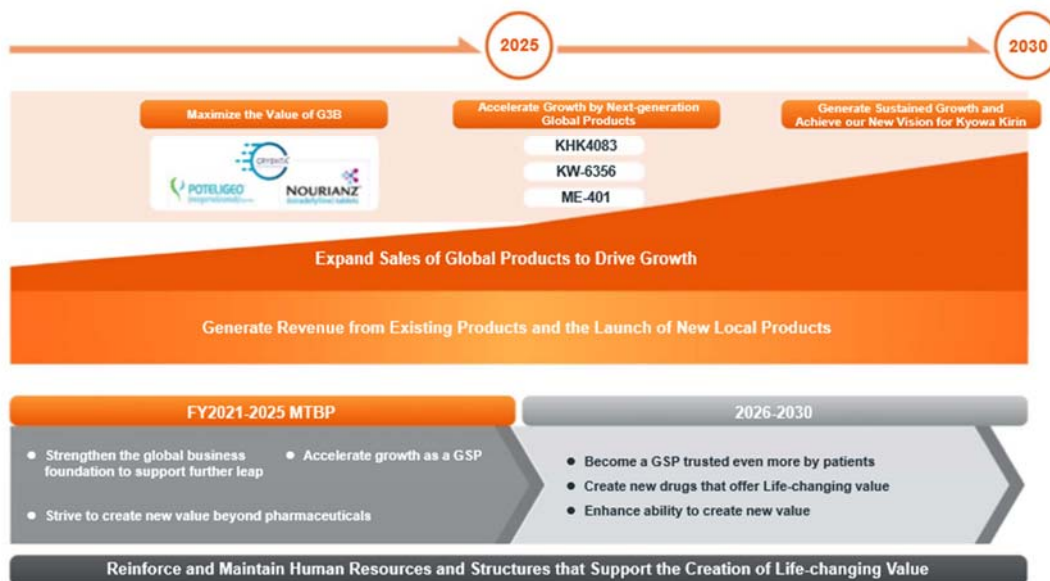 2025
2030
Maximize the Value of G3B
Accelerate Growth by Next-generation
Global Products
Generate Sustained Growth and
Achieve our New Vision for Kyowa Kirin
CRYSVITA
POTELIGEO
NOURIANZ
(istradefylline) tablets
KHK4083
KW-6356
ME-401
Expand Sales of Global Products to Drive Growth
Generate Revenue from Existing Products and the Launch of New Local Products
FY2021-2025 MTBP
2026-2030
Strengthen the global business
foundation to support further leap
Accelerate growth as a GSP
Strive to create new value beyond pharmaceuticals
Become a GSP trusted even more by patients
Create new drugs that offer Life-changing value
Enhance ability to create new value
Reinforce and Maintain Human Resources and Structures that Support the Creation of Life-changing Value